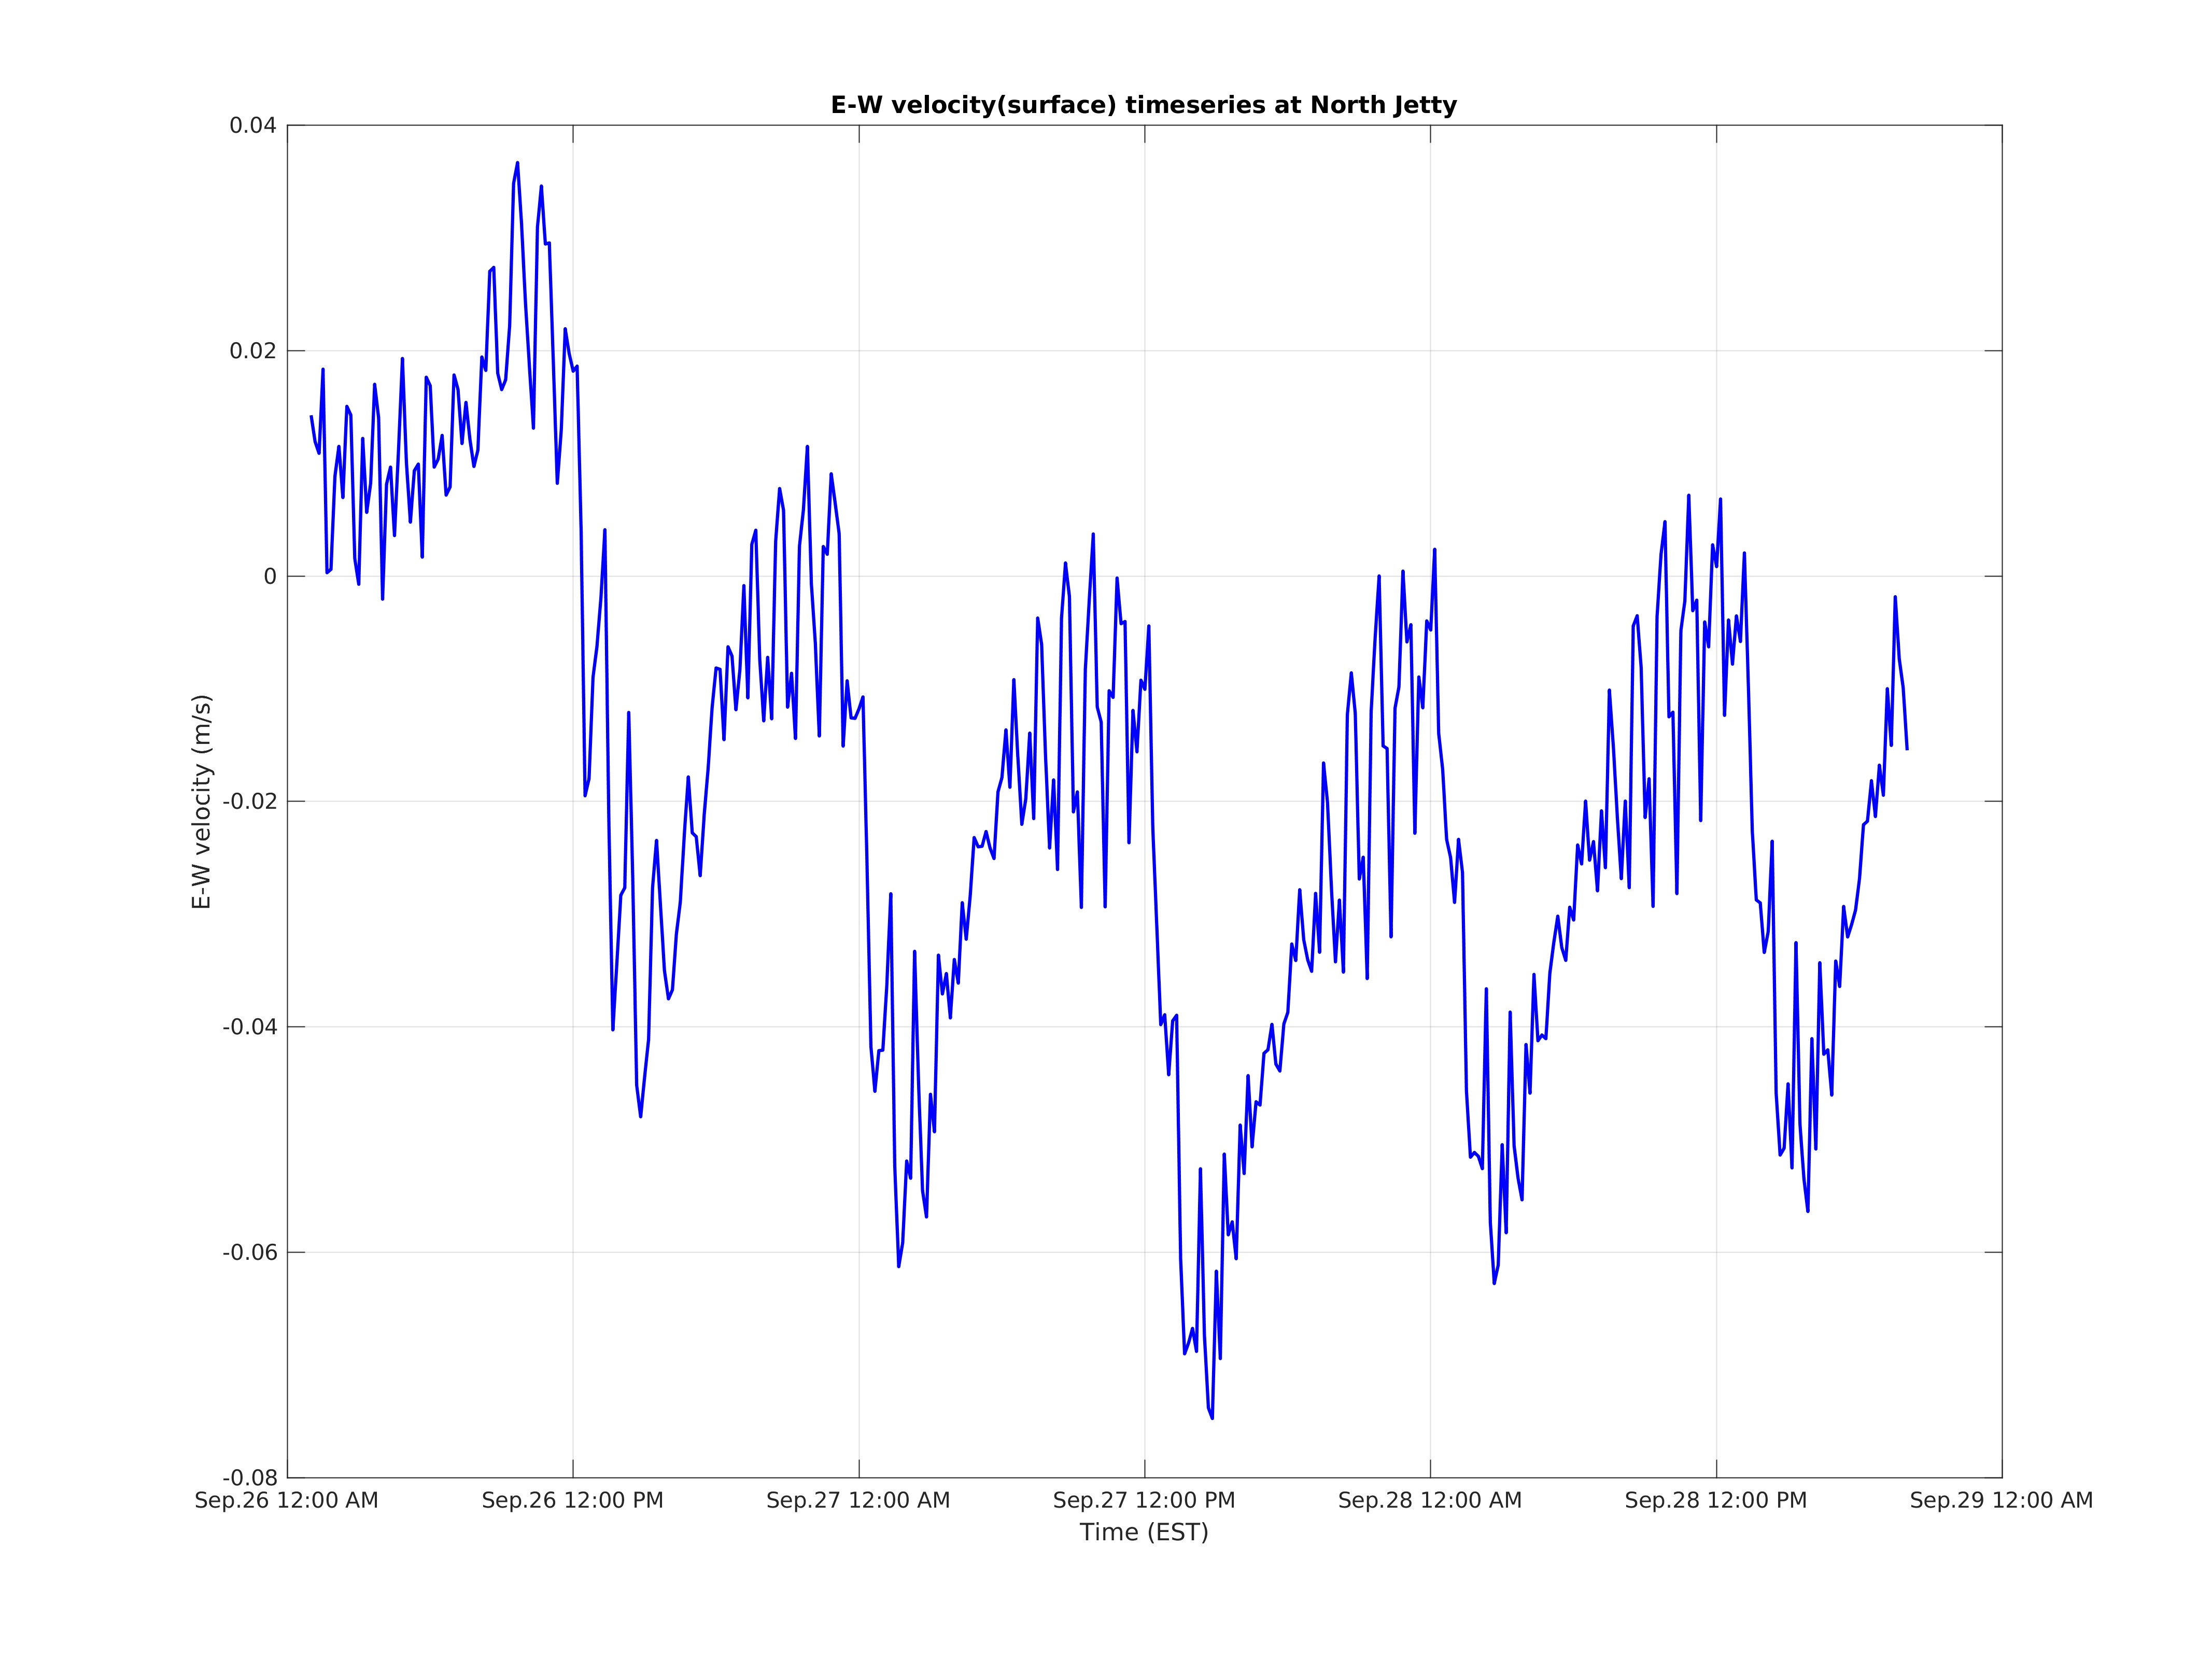 E-W velocity(surface) timeseries at North Jetty
0.04
0.02
0
-0.02
-0.04
-0.06
-0.08
E-W velocity (m/s)
Sep.26 12:00 AM Sep.26 12:00 PM Sep.27 12:00 AM Sep.27 12:00 PM Sep.28 12:00 AM Sep.28 12:00 PM Sep.29 12:00 AM
Time (EST)